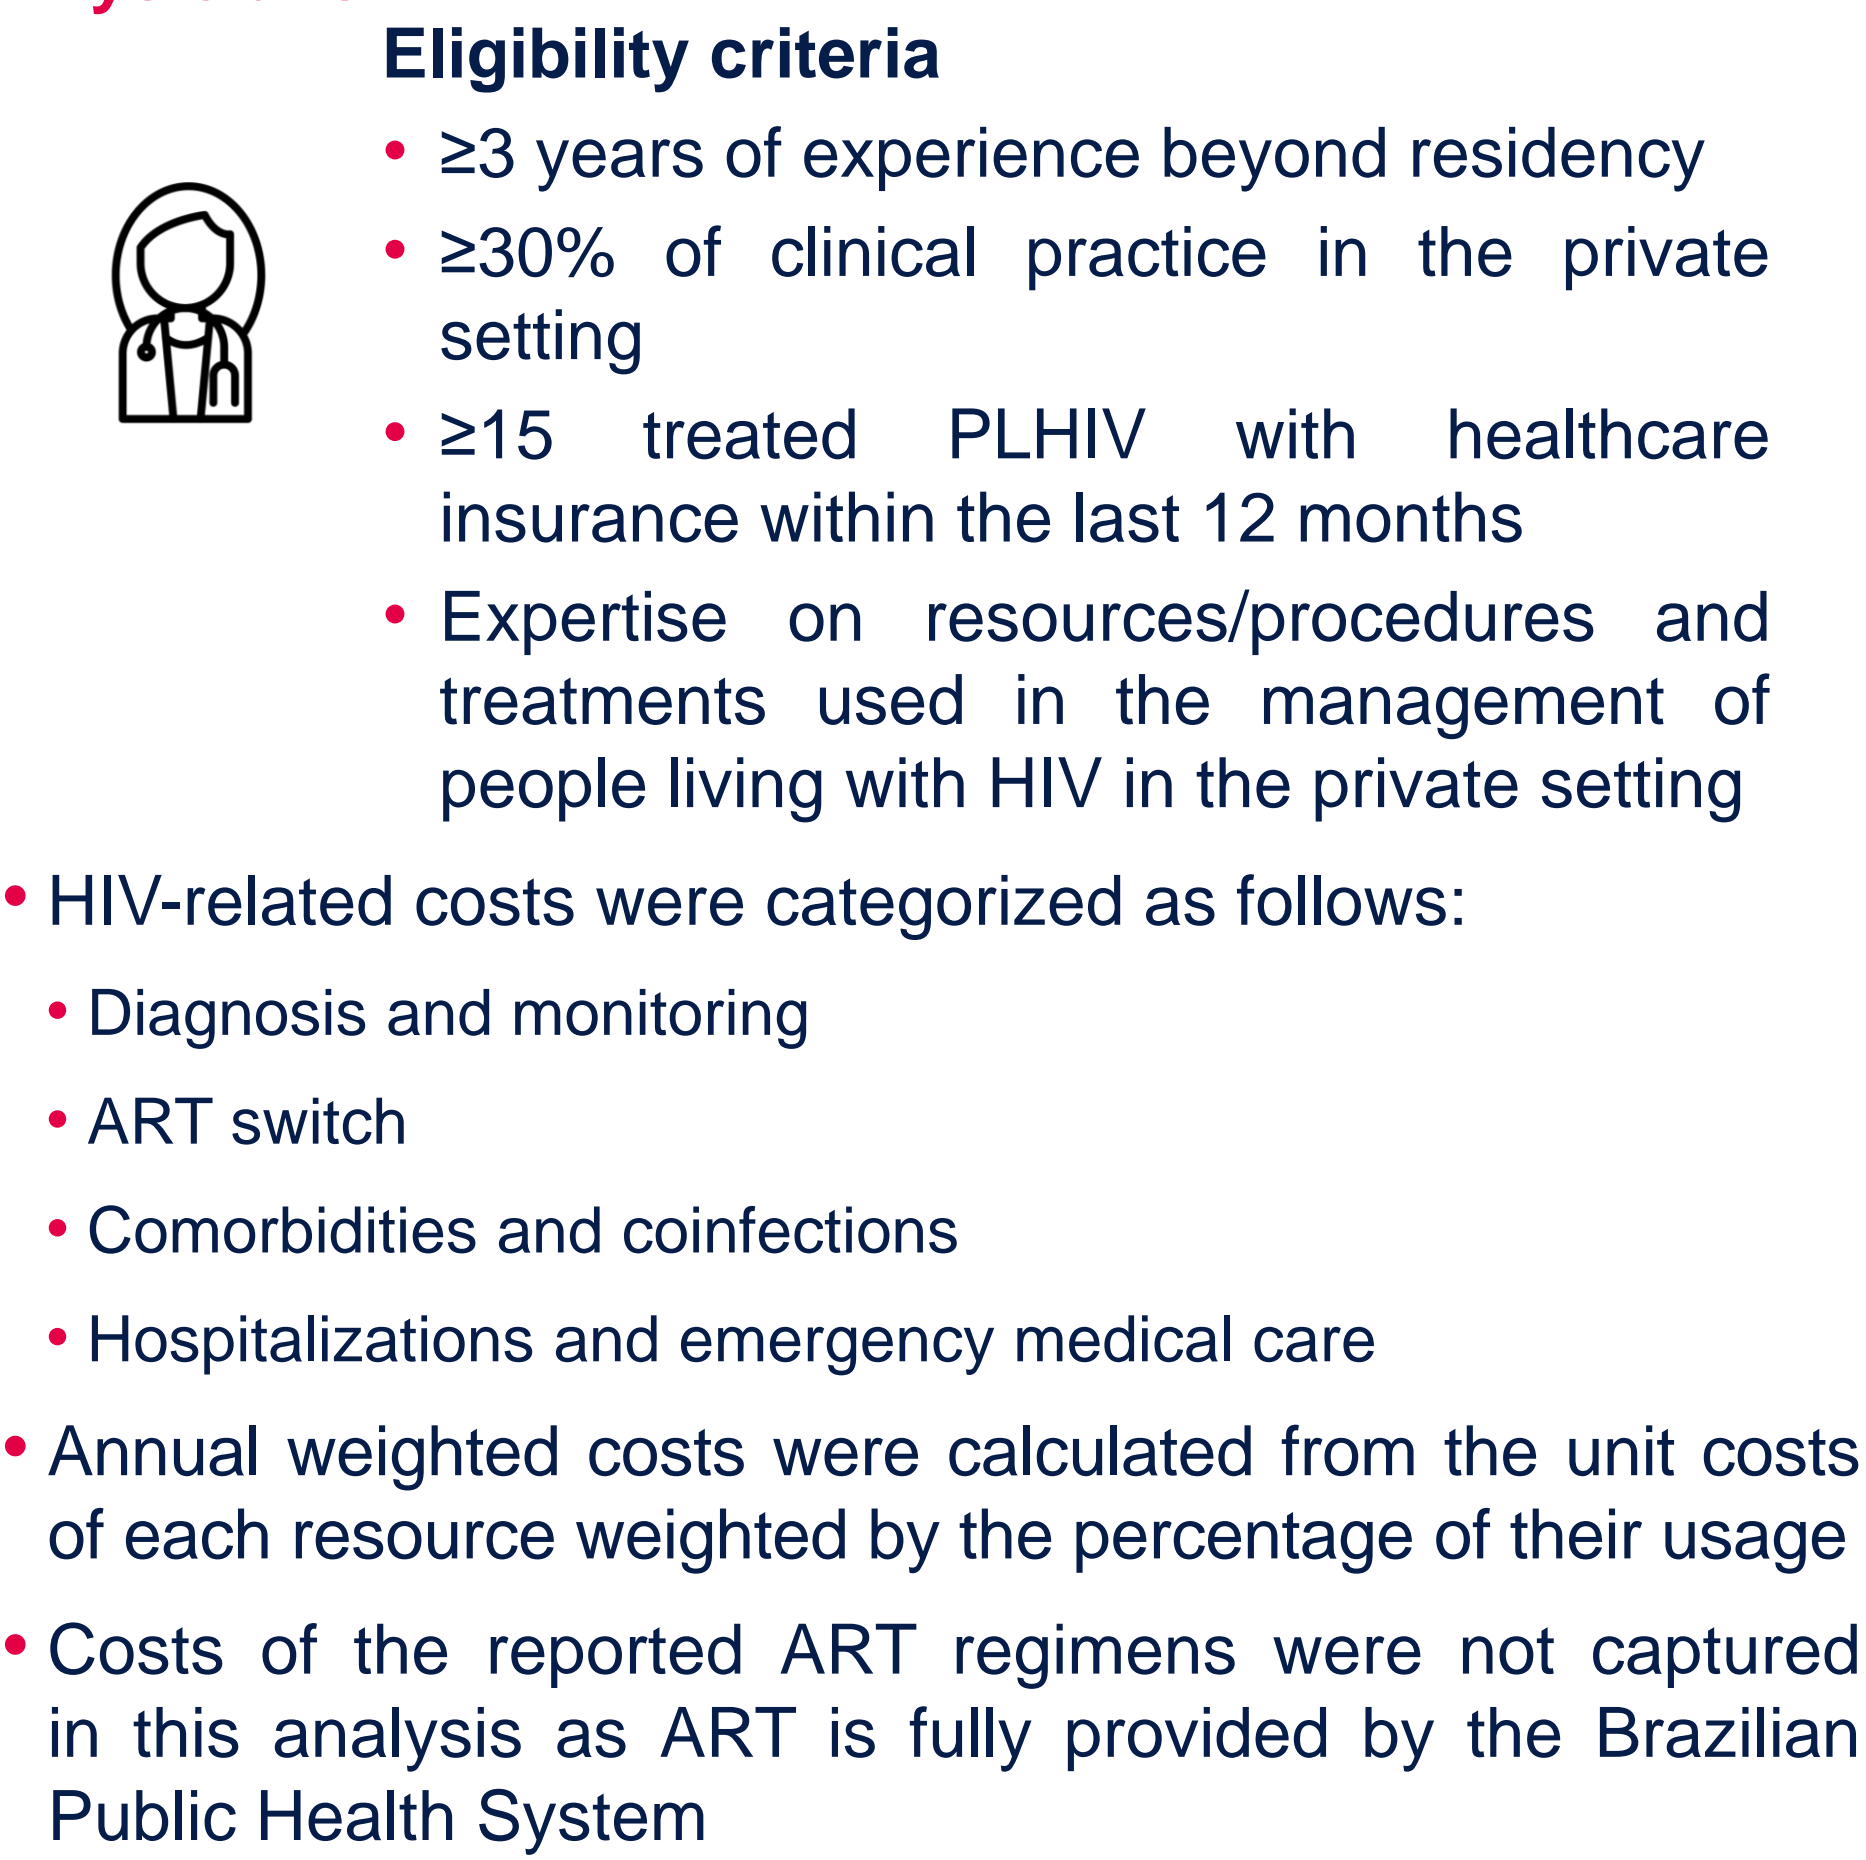 Eligibility criteria
• ≥3 years of experience beyond residency
• ≥30% of clinical practice in the private
setting
• ≥15 treated PLHIV with healthcare
insurance within the last 12 months
• Expertise on resources/procedures and
treatments used in the management of
people living with HIV in the private setting
• HIV-related costs were categorized as follows:
• Diagnosis and monitoring
• ART switch
• Comorbidities and coinfections
• Hospitalizations and emergency medical care
• Annual weighted costs were calculated from the unit costs
of each resource weighted by the percentage of their usage
• Costs of the reported ART regimens were not captured
in this analysis as ART is fully provided by the Brazilian
Public Health System